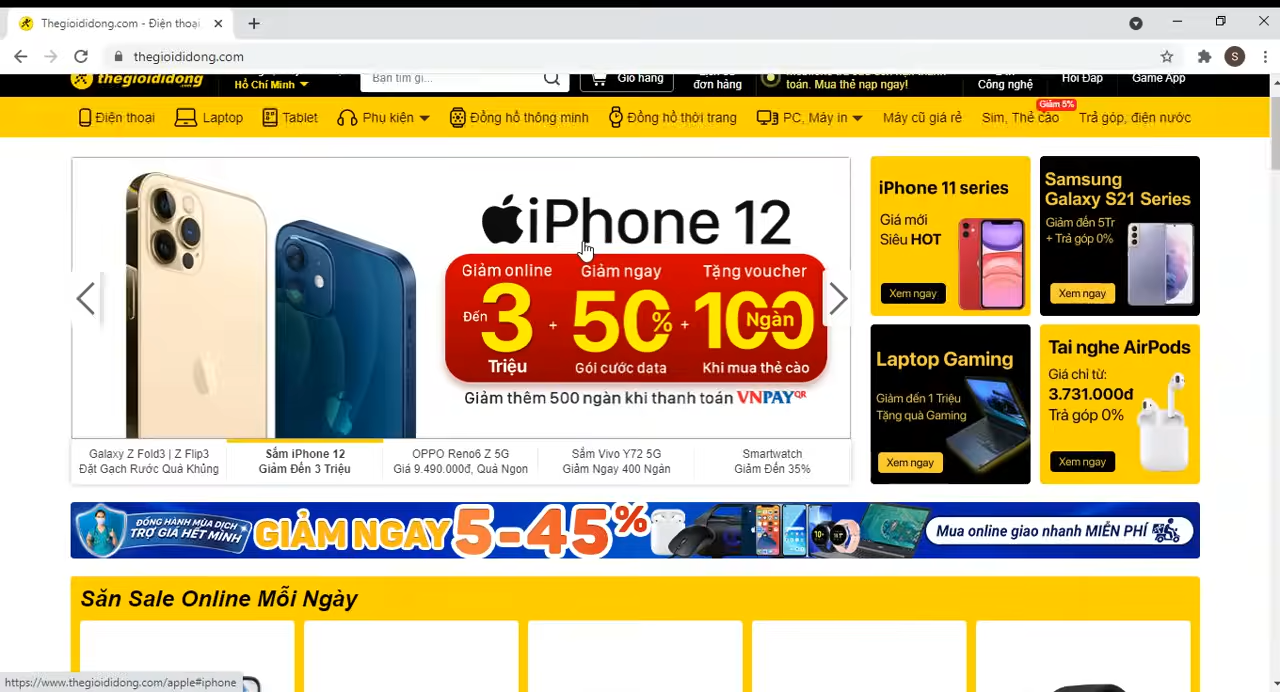 Thegioididong.com - Điện thoại
thegioididong.com
thegioididong
Hồ Chí Minh
Bạn tìm gì...
Giỏ hàng
đơn hàng
toán. Mua thẻ nạp ngay!
Công nghệ
Hỏi Đáp
Game App
Điện thoại
Laptop
Tablet
Phụ kiện
Đồng hồ thông minh
Đồng hồ thời trang
PC, Máy in
Máy cũ giá rẻ
Sim, Thẻ cào
Giảm 5%
Trả góp, điện nước
iPhone 12
Giảm online
Đến 3
Triệu
+
Giảm ngay
50%
Gói cước data
+
Tặng voucher
100 Ngàn
Khi mua thẻ cào
Giảm thêm 500 ngàn khi thanh toán VNPAYQR
Galaxy Z Fold3 | Z Flip3
Đặt Gạch Rước Quà Khủng
Sắm iPhone 12
Giảm Đến 3 Triệu
OPPO Reno6 Z 5G
Giá 9.490.000đ, Quà Ngon
Sắm Vivo Y72 5G
Giảm Ngay 400 Ngàn
Smartwatch
Giảm Đến 35%
iPhone 11 series
Giá mới
Siêu HOT
Xem ngay
Samsung
Galaxy S21 Series
Giảm đến 5Tr
+ Trả góp 0%
Xem ngay
Laptop Gaming
Giảm đến 1 Triệu
Tặng quà Gaming
Xem ngay
Tai nghe AirPods
Giá chỉ từ:
3.731.000đ
Trả góp 0%
Xem ngay
ĐỒNG HÀNH MÙA DỊCH
TRỢ GIÁ HẾT MÌNH
GIẢM NGAY 5-45%
Mua online giao nhanh MIỄN PHÍ
Săn Sale Online Mỗi Ngày
https://www.thegioididong.com/apple#iphone
S